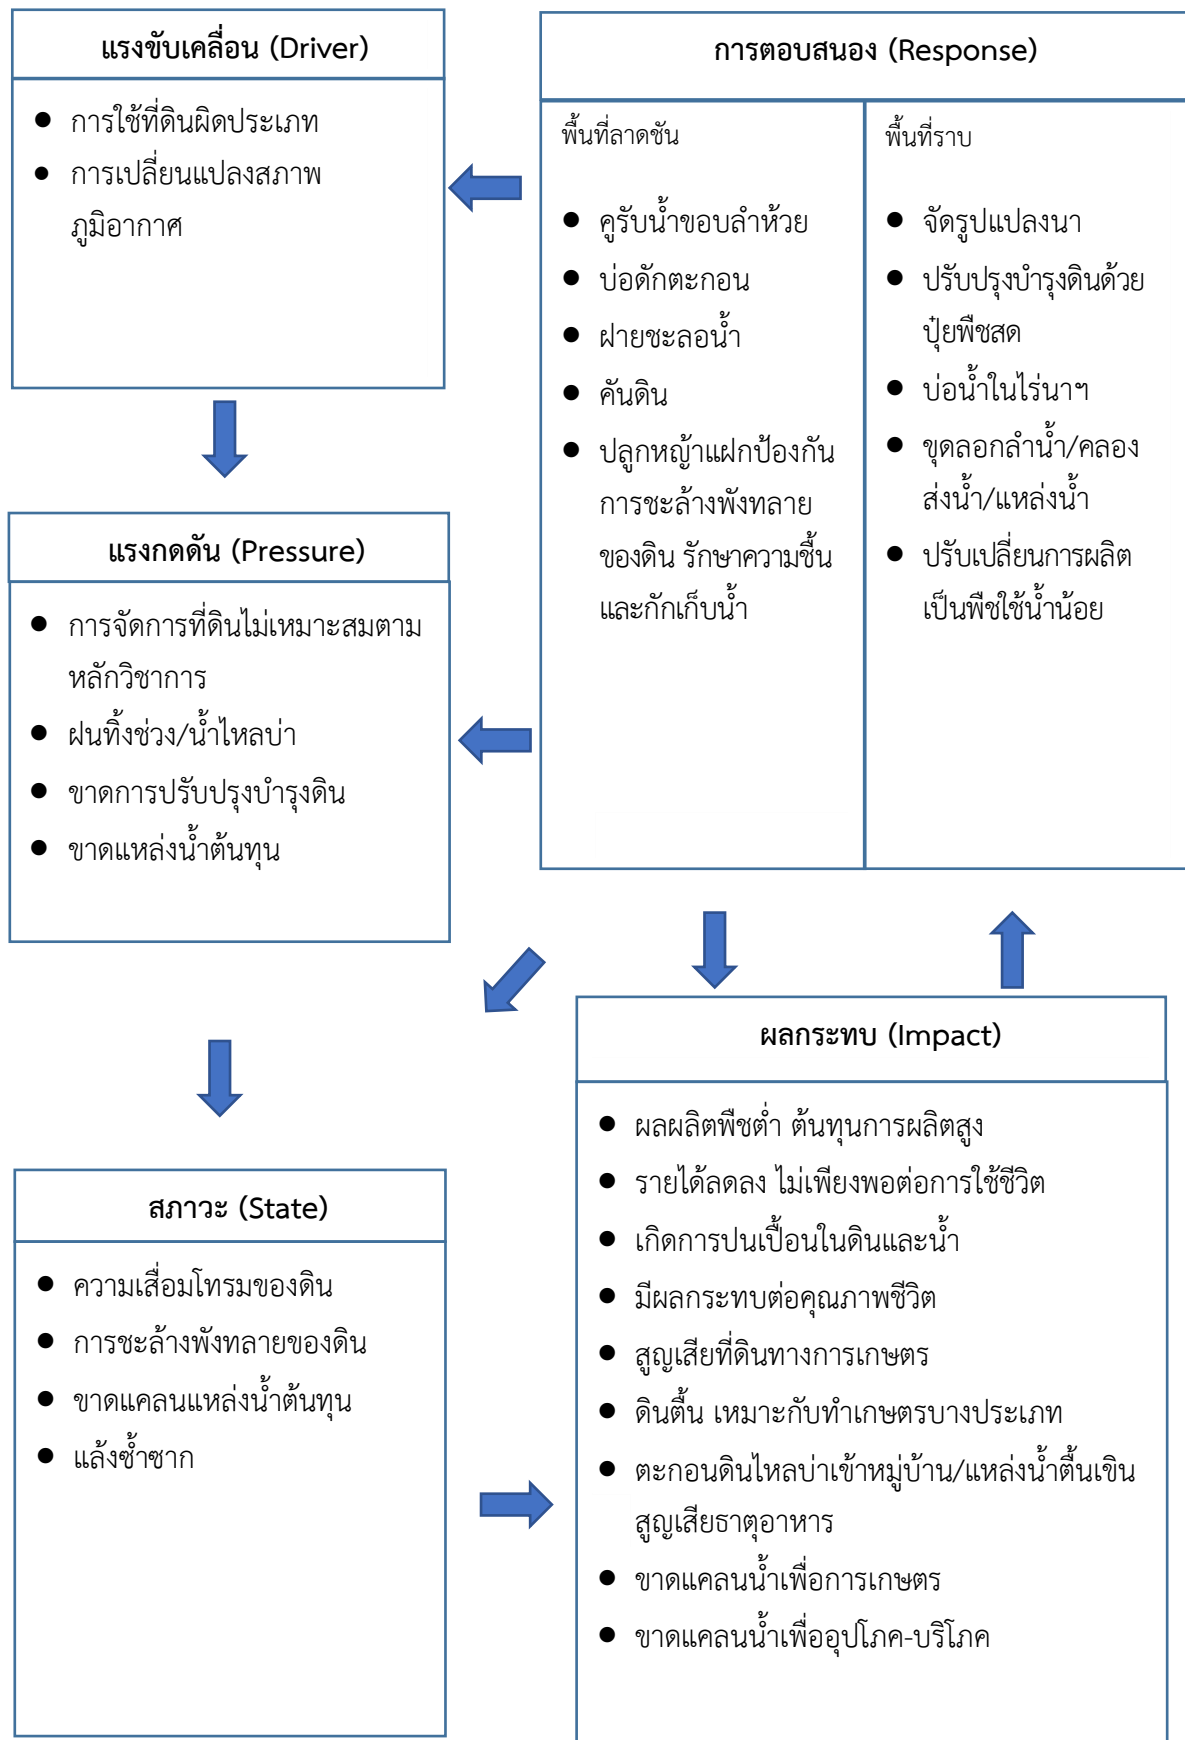 แรงขับเคลื่อน (Driver)
การใช้ที่ดินผิดประเภท
การเปลี่ยนแปลงสภาพ
ภูมิอากาศ
การตอบสนอง (Response)
พื้นที่ลาดชัน
คูรับน้ำขอบลำห้วย
บ่อดักตะกอน
ฝายชะลอน้ำ
คันดิน
ปลูกหญ้าแฝกป้องกัน
การชะล้างพังทลาย
ของดิน รักษาความชื้น
และกักเก็บน้ำ
พื้นที่ราบ
จัดรูปแปลงนา
ปรับปรุงบำรุงดินด้วย
ปุ๋ยพืชสด
บ่อน้ำในไร่นาฯ
ขุดลอกลำน้ำ/คลอง
ส่งน้ำ/แหล่งน้ำ
ปรับเปลี่ยนการผลิต
เป็นพืชใช้น้ำน้อย
แรงกดดัน (Pressure)
การจัดการที่ดินไม่เหมาะสมตาม
หลักวิชาการ
ฝนทิ้งช่วง/น้ำไหลบ่า
ขาดการปรับปรุงบำรุงดิน
ขาดแหล่งน้ำต้นทุน
สภาวะ (State)
ความเสื่อมโทรมของดิน
การชะล้างพังทลายของดิน
ขาดแคลนแหล่งน้ำต้นทุน
แล้งซ้ำซาก
ผลกระทบ (Impact)
ผลผลิตพืชต่ำ ต้นทุนการผลิตสูง
รายได้ลดลง ไม่เพียงพอต่อการใช้ชีวิต
เกิดการปนเปื้อนในดินและน้ำ
มีผลกระทบต่อคุณภาพชีวิต
สูญเสียที่ดินทางการเกษตร
ดินตื้น เหมาะกับทำเกษตรบางประเภท
ตะกอนดินไหลบ่าเข้าหมู่บ้าน/แหล่งน้ำตื้นเขิน
สูญเสียธาตุอาหาร
ขาดแคลนน้ำเพื่อการเกษตร
ขาดแคลนน้ำเพื่ออุปโภค-บริโภค